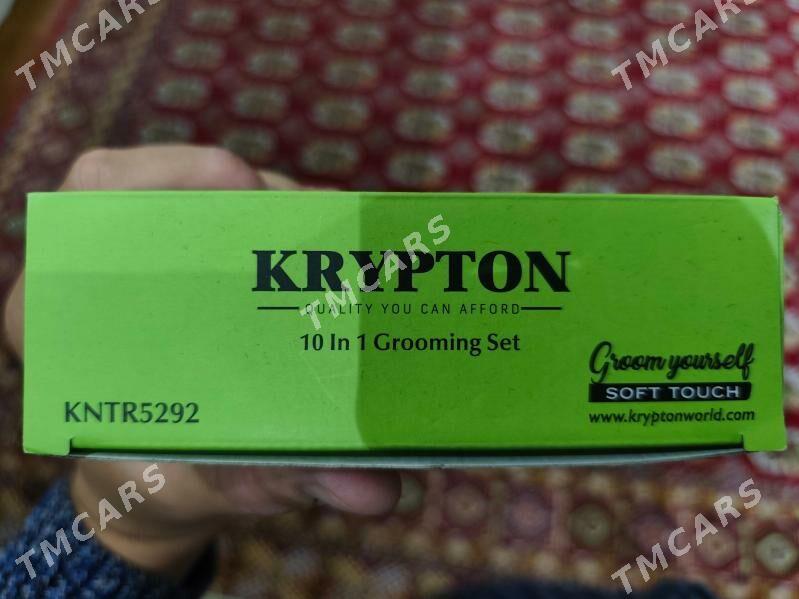 TMCARS
TMCARS
TMCARS
KRYPTON
QUALITY YOU CAN AFFORD
10 In 1 Grooming Set
Groom yourself
SOFT TOUCH
KNTR5292
www.kryptonworld.com
TMCARS
TMCARS